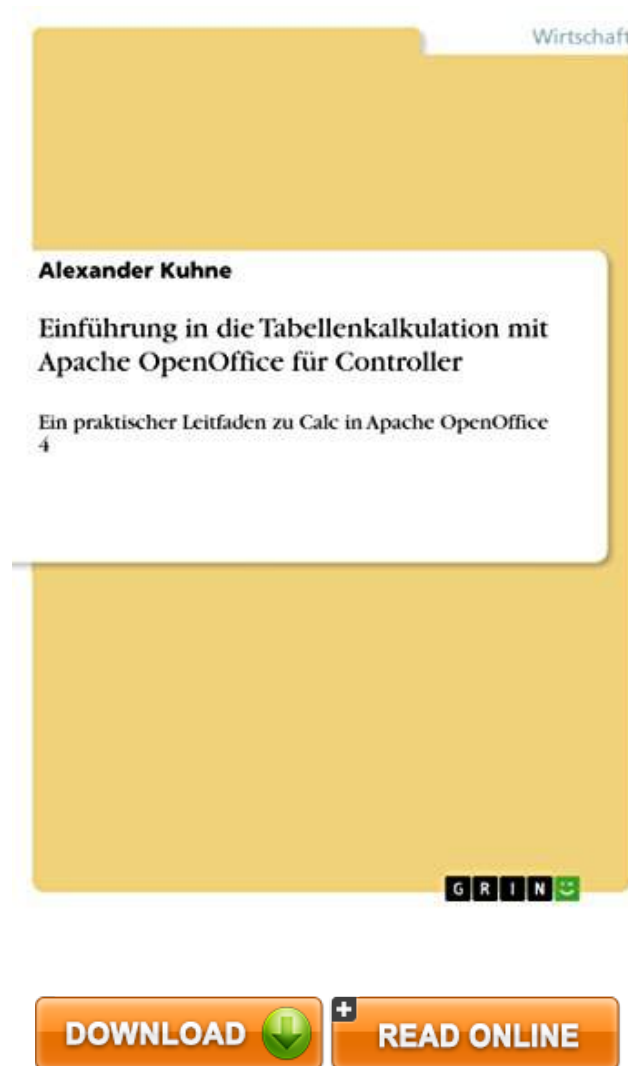 Wirtschaft
Alexander Kuhne
Einführung in die Tabellenkalkulation mit
Apache OpenOffice für Controller
Ein praktischer Leitfaden zu Calc in Apache OpenOffice
4
GRIN
DOWNLOAD
READ ONLINE